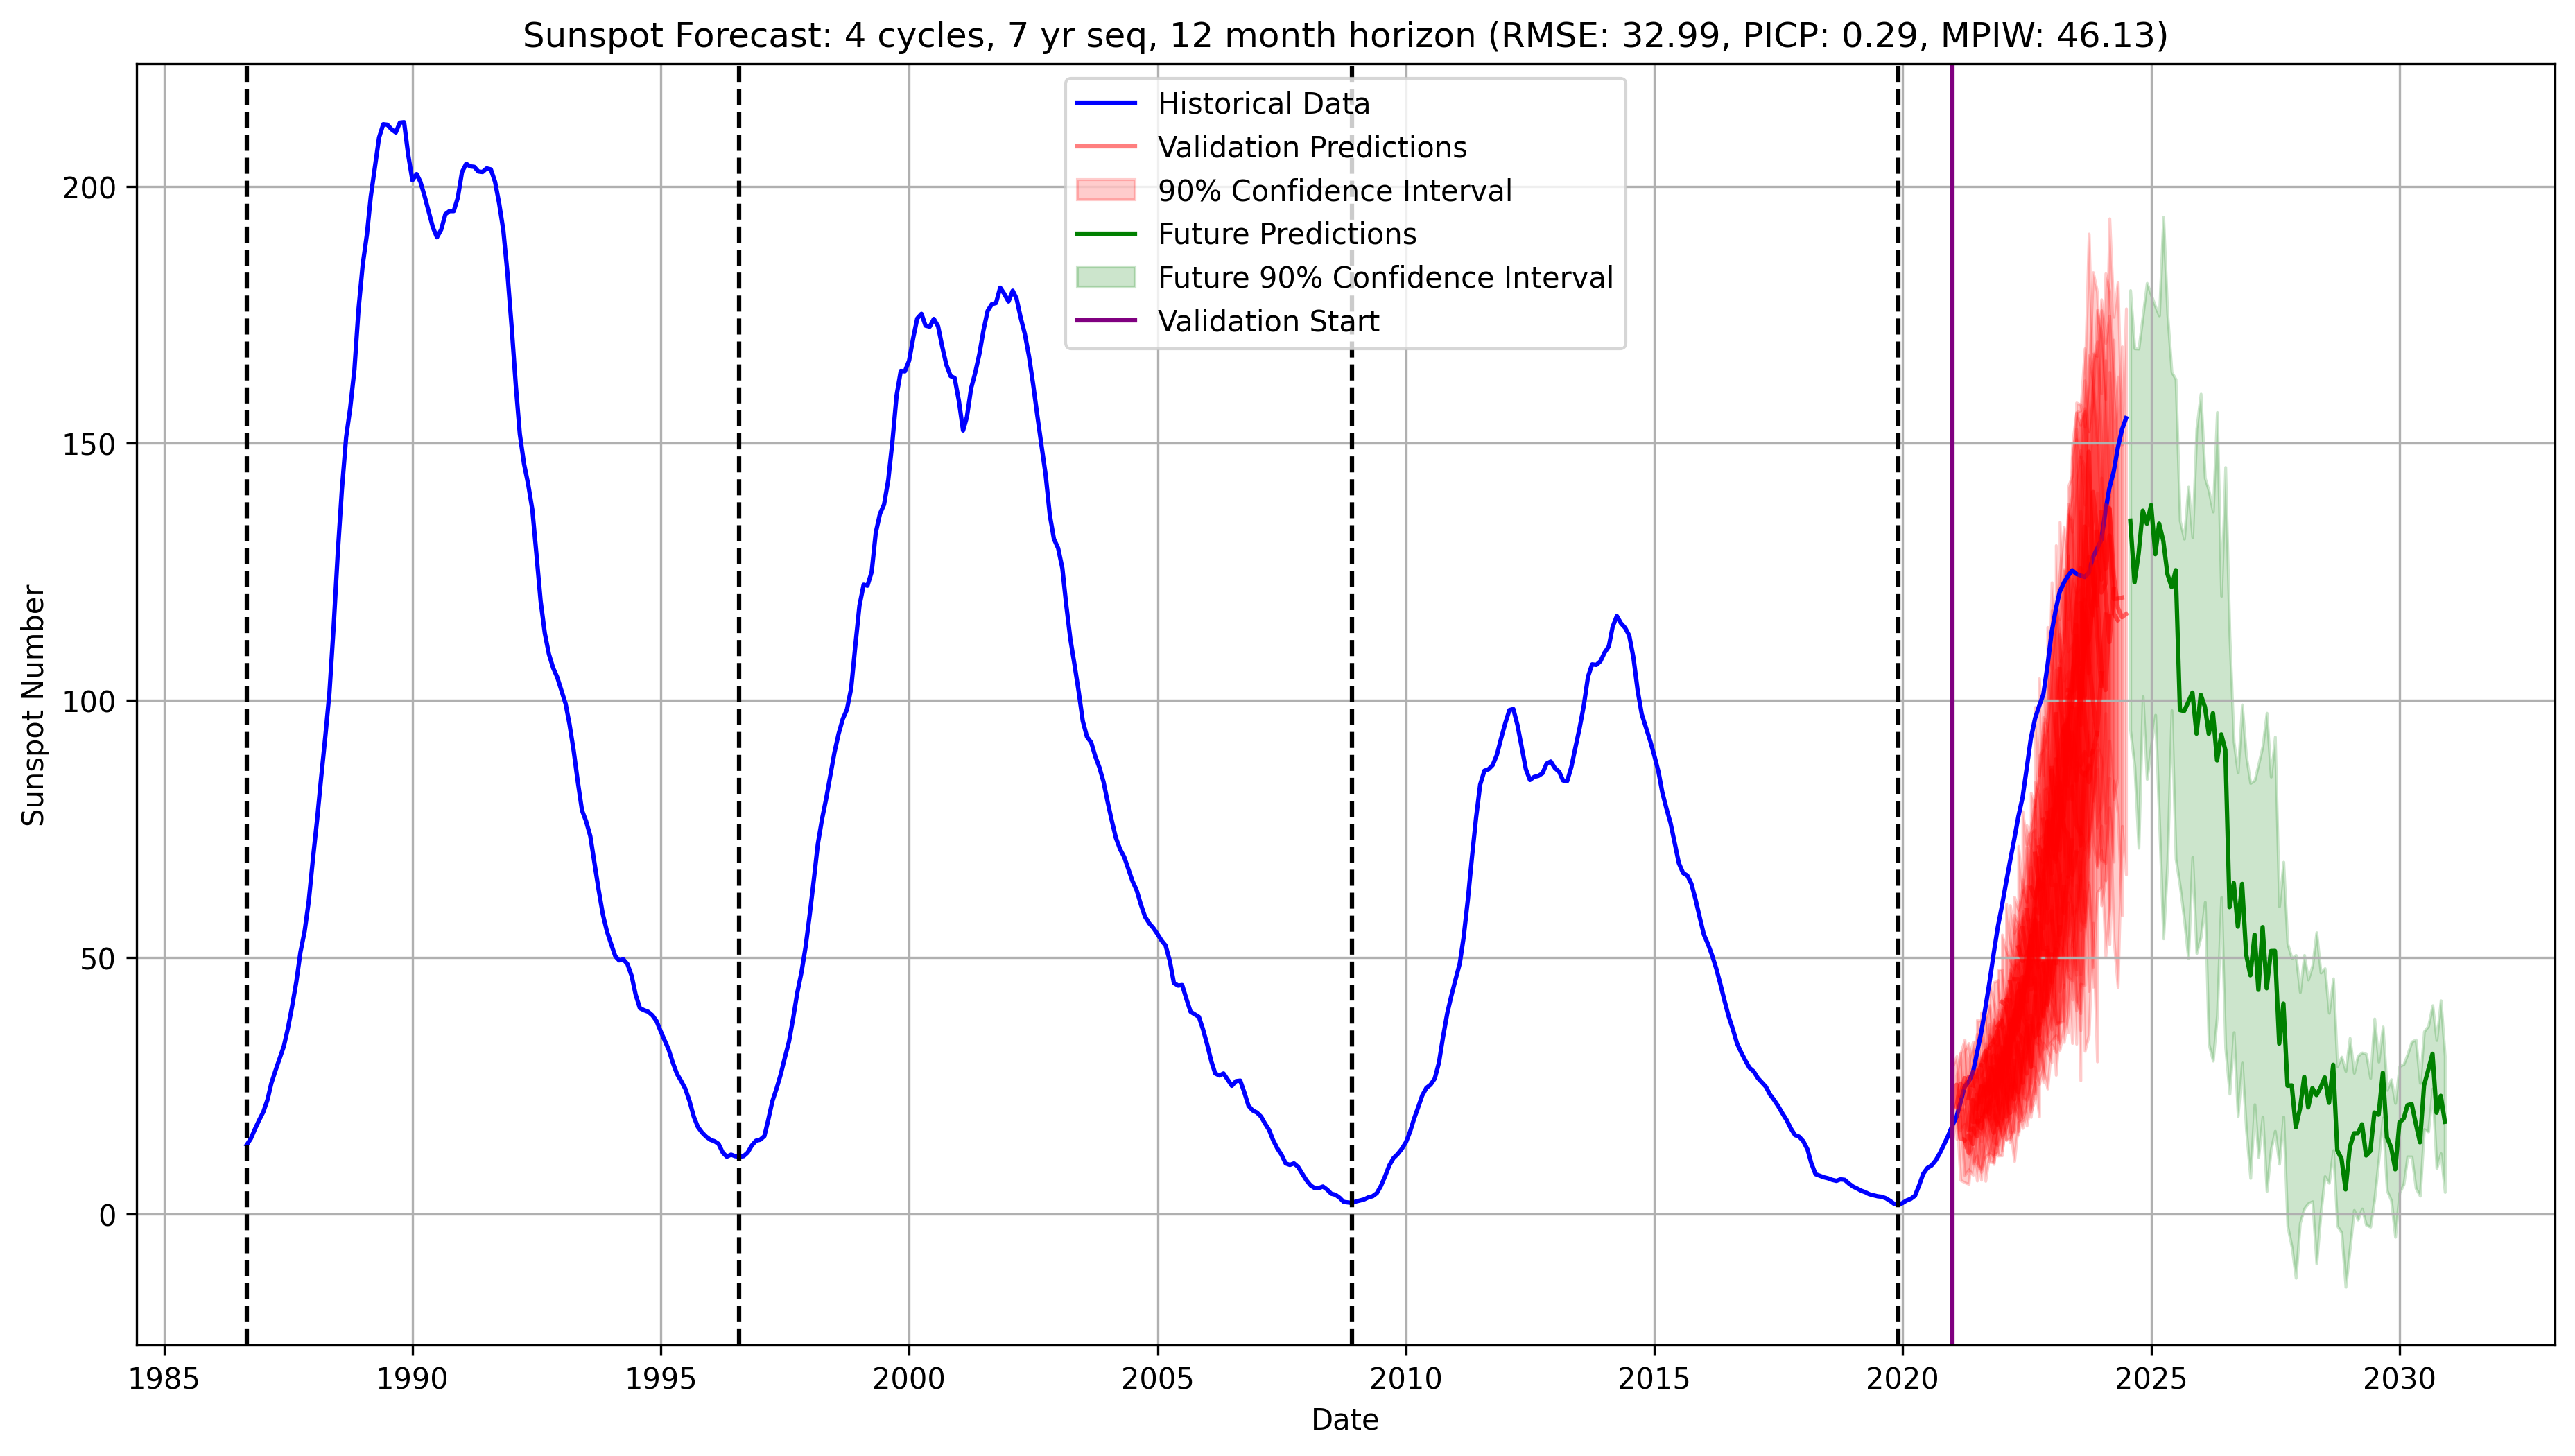 Sunspot Forecast: 4 cycles, 7 yr seq, 12 month horizon (RMSE: 32.99, PICP: 0.29, MPIW: 46.13)
Historical Data
Validation Predictions
90% Confidence Interval
Future Predictions
Future 90% Confidence Interval
Validation Start
Sunspot Number
200
150
100
50
0
1985 1990 1995 2000 2005 2010 2015 2020 2025 2030
Date